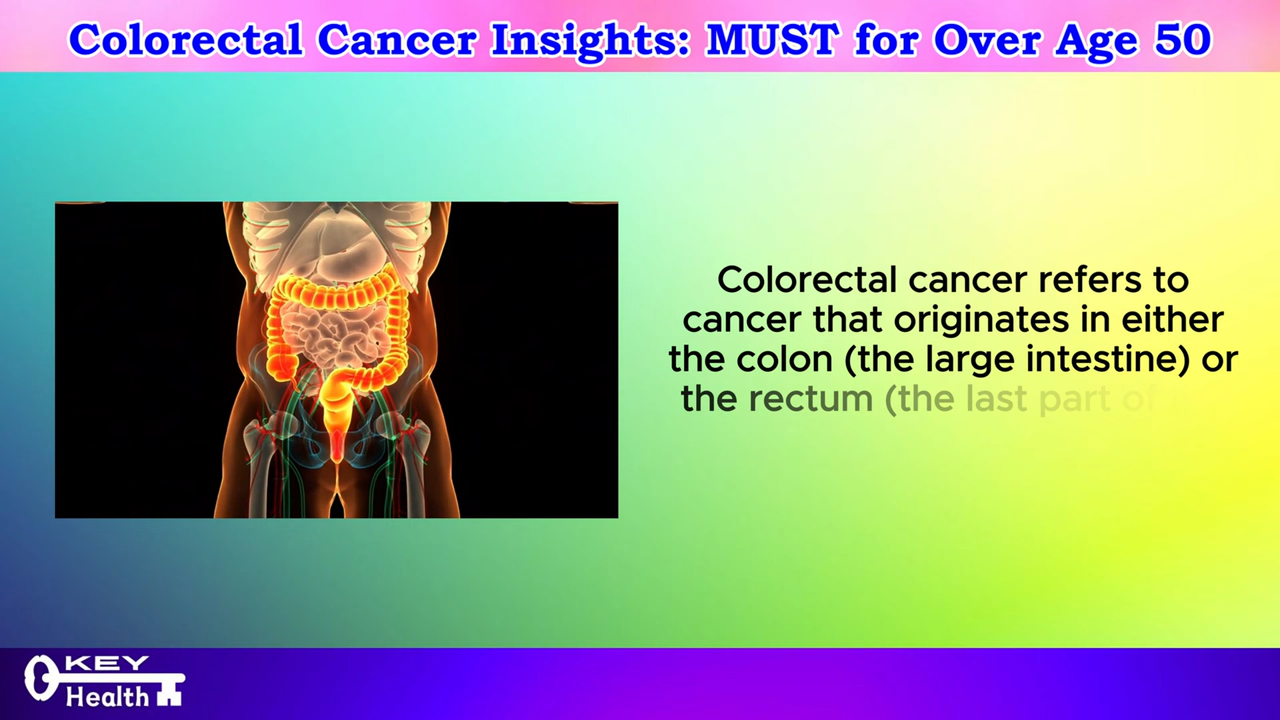 Colorectal Cancer Insights: MUST for Over Age 50
Colorectal cancer refers to
cancer that originates in either
the colon (the large intestine) or
the rectum (the last part of
KEY
Health